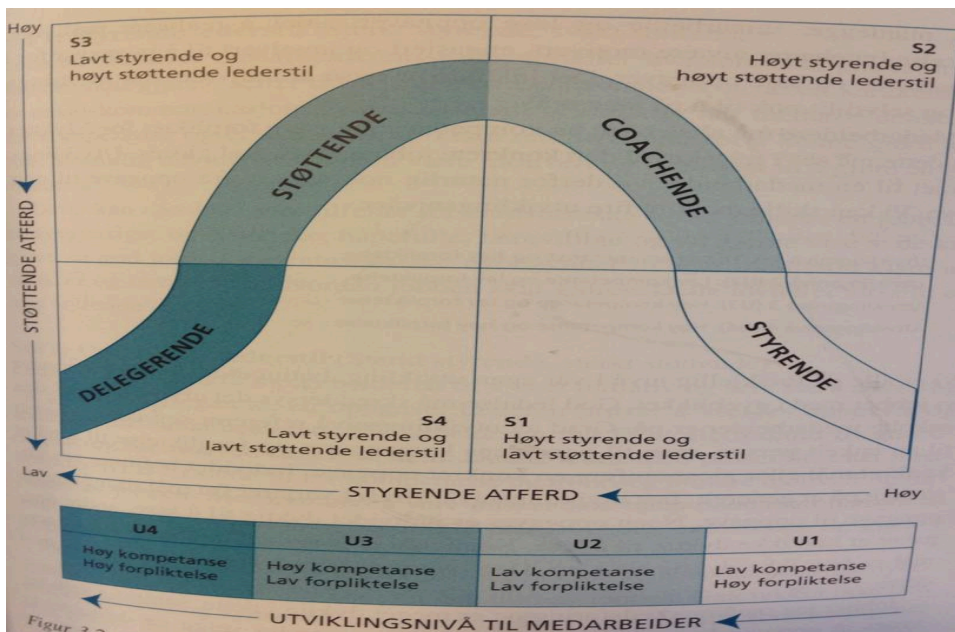 Høy
S3
Lavt styrende og
høyt støttende lederstil
S2
Høyt styrende og
høyt støttende lederstil
STØTTENDE
COACHENDE
STØTTENDE ATFERD
DELEGERENDE
STYRENDE
S4
Lavt styrende og
lavt støttende lederstil
S1
Høyt styrende og
lavt støttende lederstil
Lav
STYRENDE ATFERD
Høy
U4
Høy kompetanse
Høy forpliktelse
U3
Høy kompetanse
Lav forpliktelse
U2
Lav kompetanse
Lav forpliktelse
U1
Lav kompetanse
Høy forpliktelse
UTVIKLINGSNIVÅ TIL MEDARBEIDER
Figur